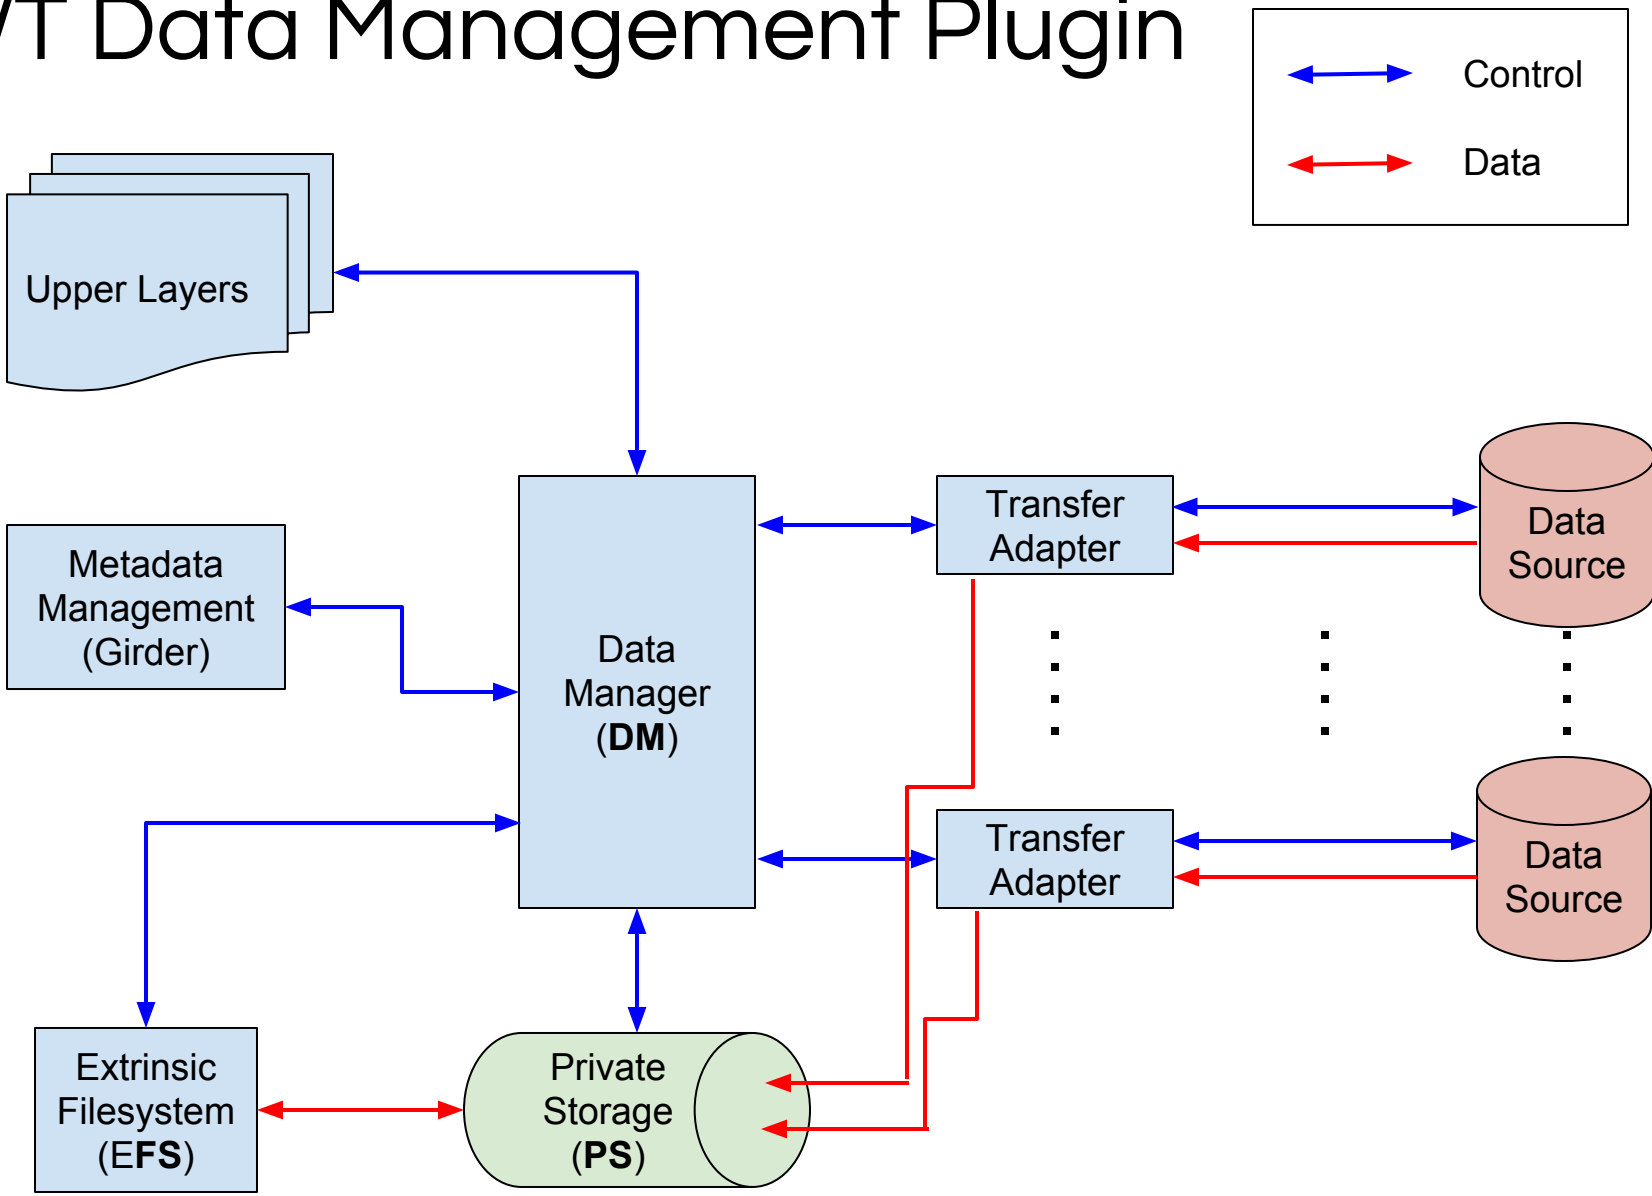 T Data Management Plugin
Control
Data
Upper Layers
Metadata
Management
(Girder)
Data
Manager
(DM)
Transfer
Adapter
Data
Source
Transfer
Adapter
Data
Source
Extrinsic
Filesystem
(EFS)
Private
Storage
(PS)